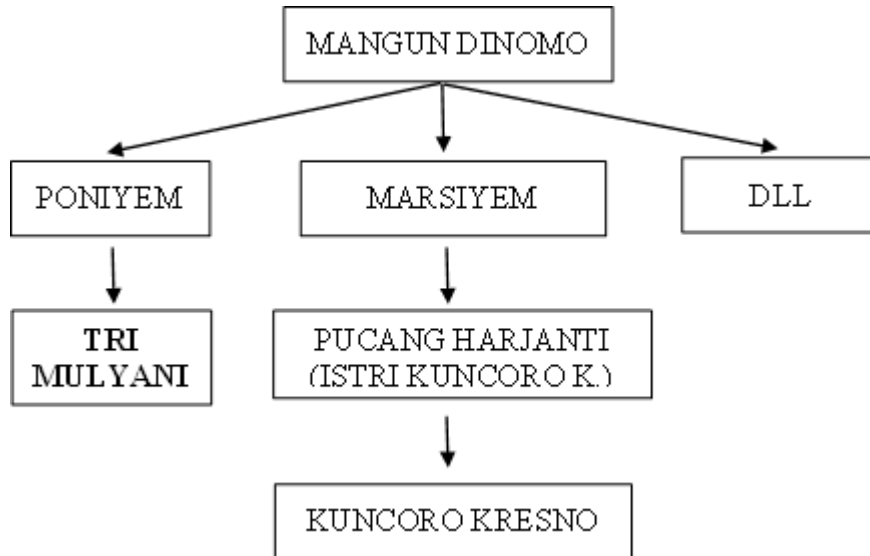 MANGUN DINOMO
PONIYEM
MARSIYEM
DLL
TRI
MULYANI
PUCANG HARJANTI
(ISTRI KUNCORO K.)
KUNCORO KRESNO